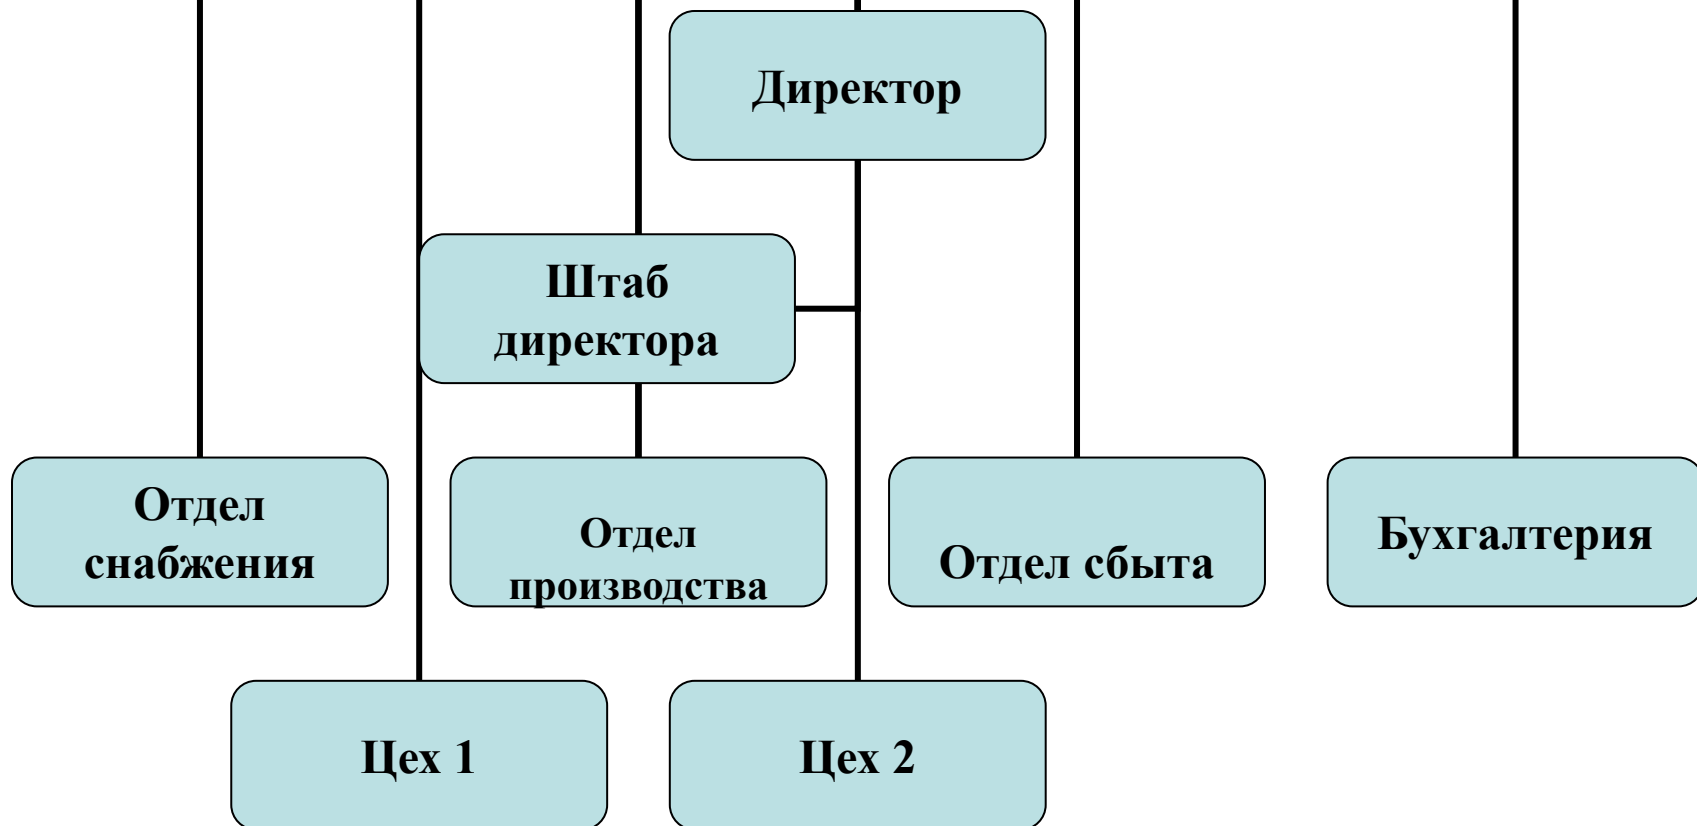 Директор
Штаб
директора
Отдел
снабжения
Отдел
производства
Отдел сбыта
Бухгалтерия
Цех 1
Цех 2